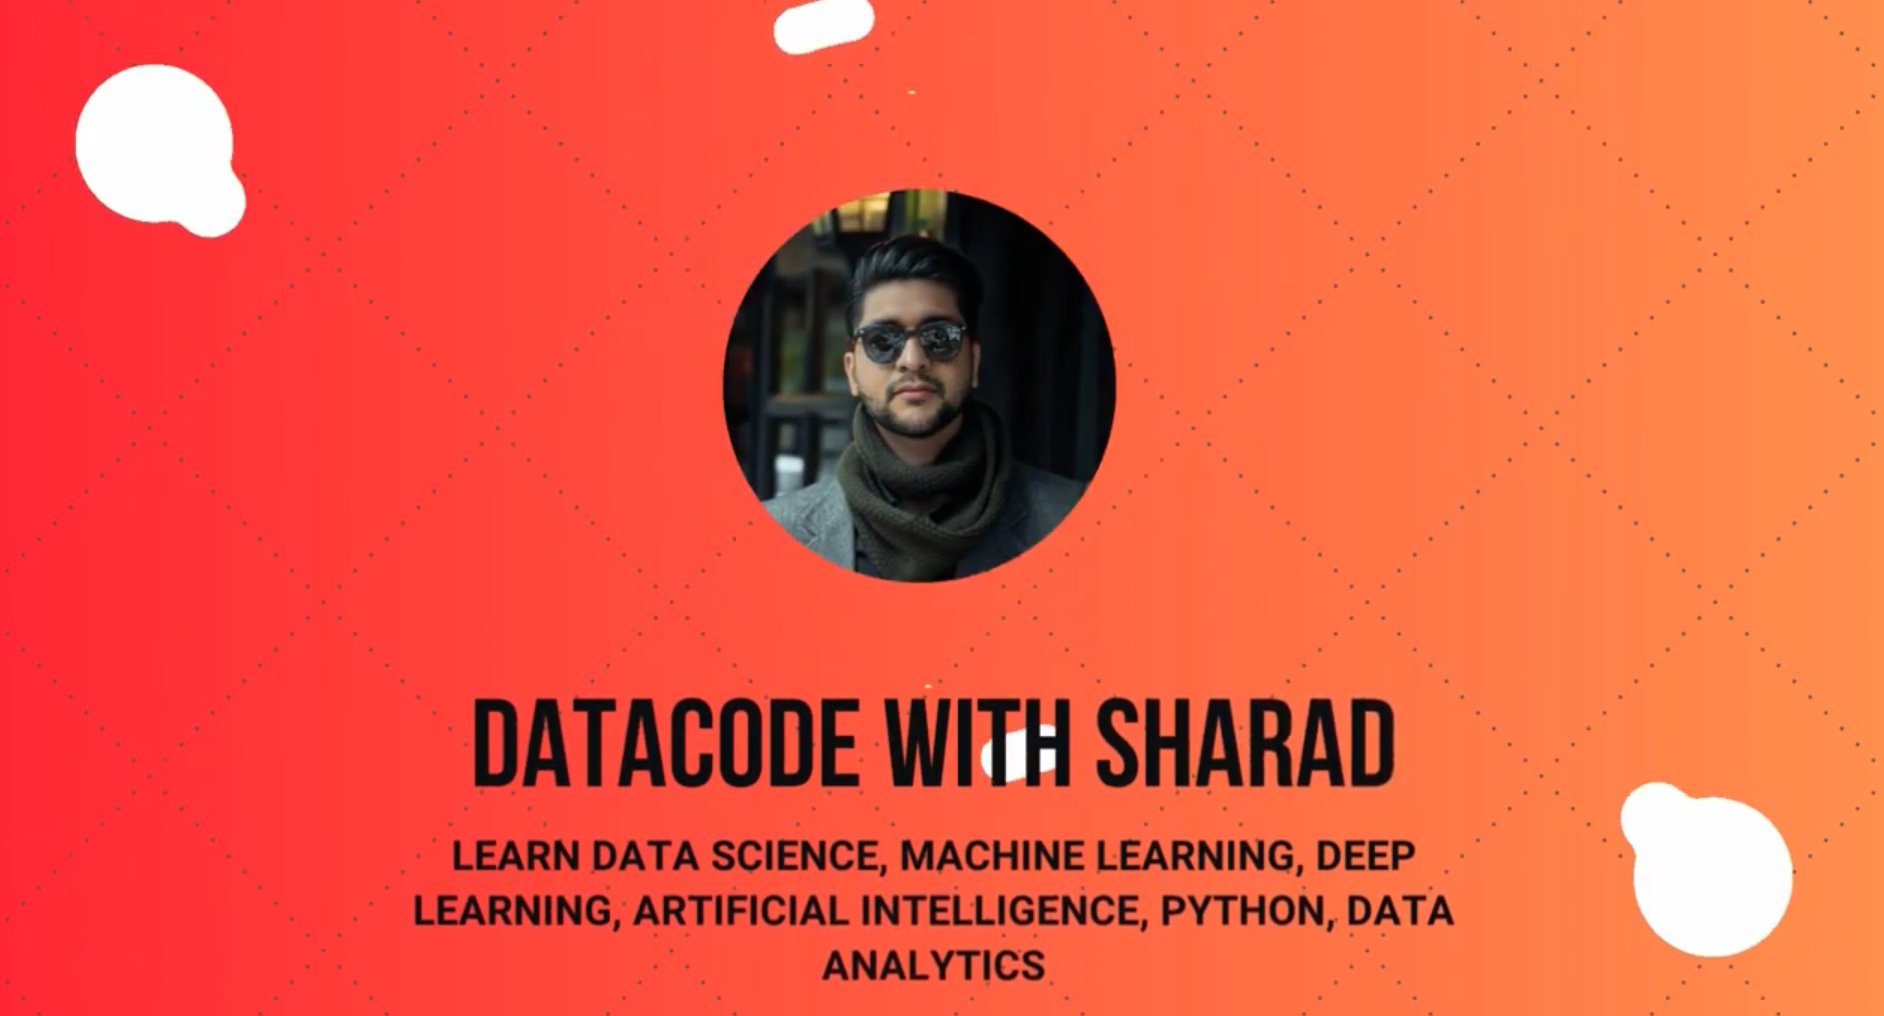 DATACODE WITH SHARAD
LEARN DATA SCIENCE, MACHINE LEARNING, DEEP
LEARNING, ARTIFICIAL INTELLIGENCE, PYTHON, DATA
ANALYTICS